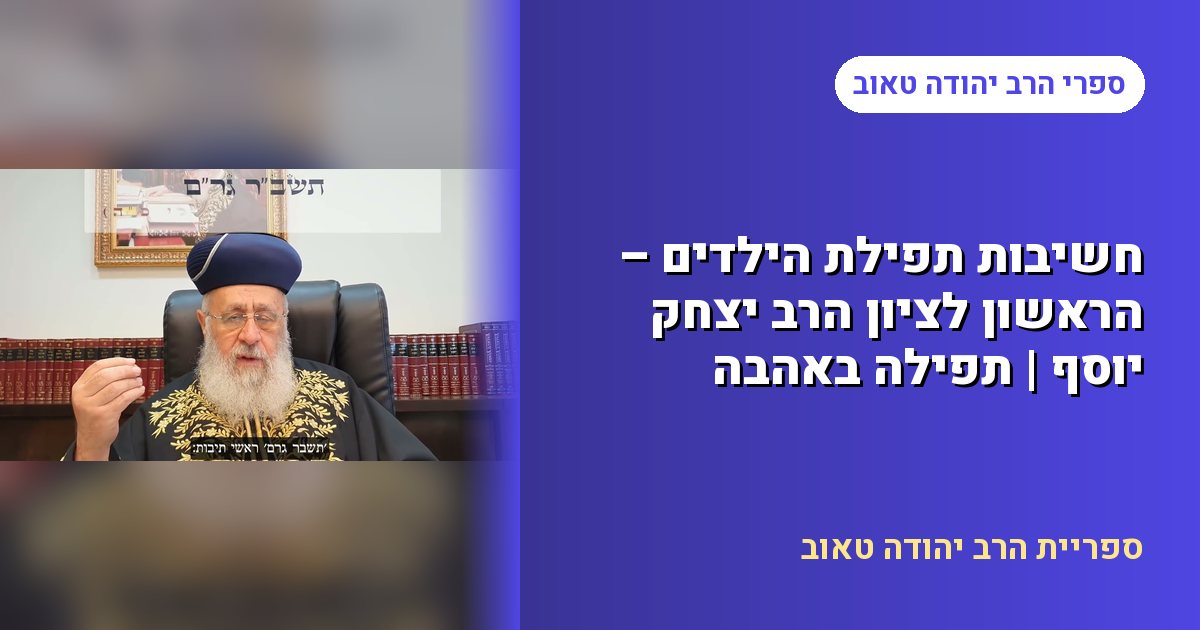 ספרי הרב יהודה טאוב
תשב״ר גר״ם
חשיבות תפילת הילדים –
הראשון לציון הרב יצחק
יוסף | תפילה באהבה
'תשבר גרם' ראשי תיבות:
ספריית הרב יהודה טאוב